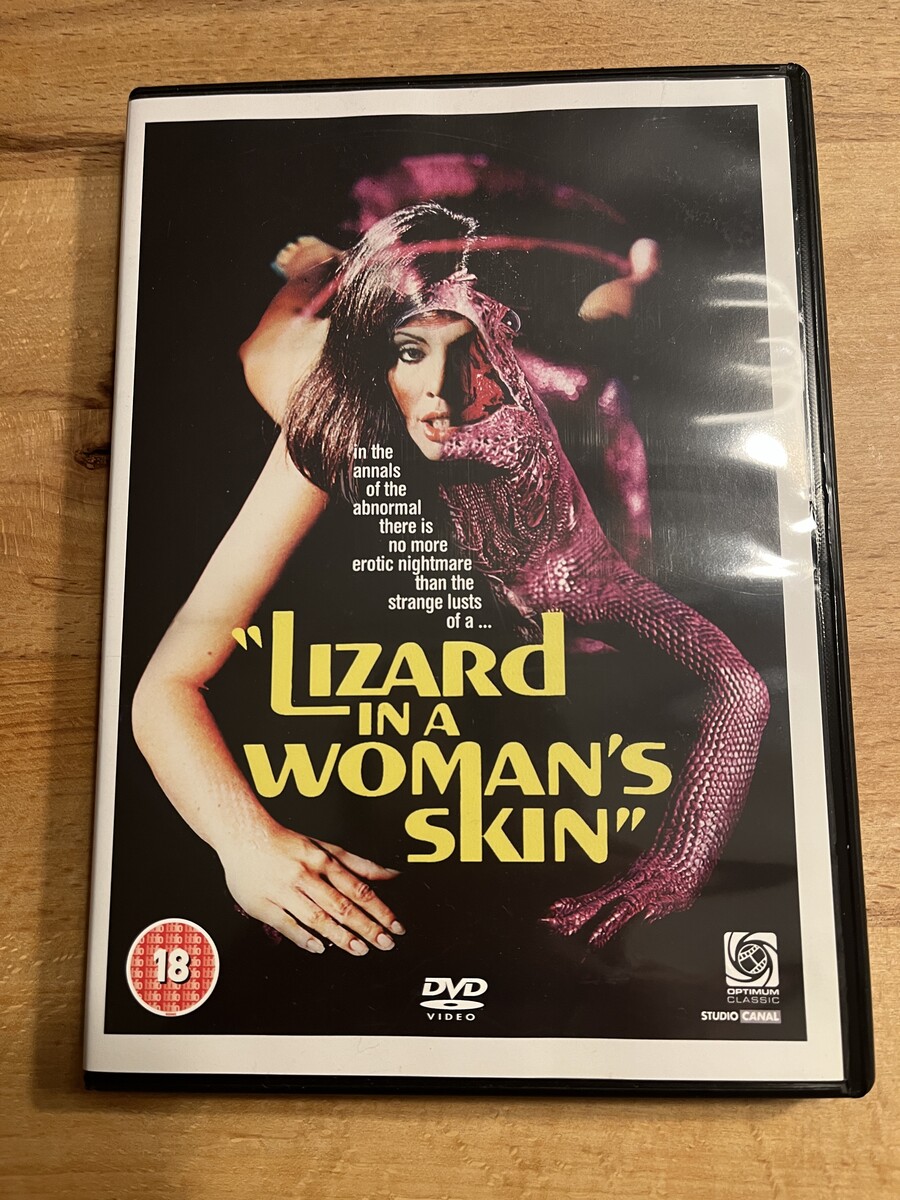 in the
annals
of the
abnormal
there is
no more
erotic nightmare
than the
strange lusts
of a ...
"LIZARd
IN A
WOMAN'S
SKIN"
18
DVD
VIDEO
OPTIMUM
CLASSIC
STUDIO CANAL